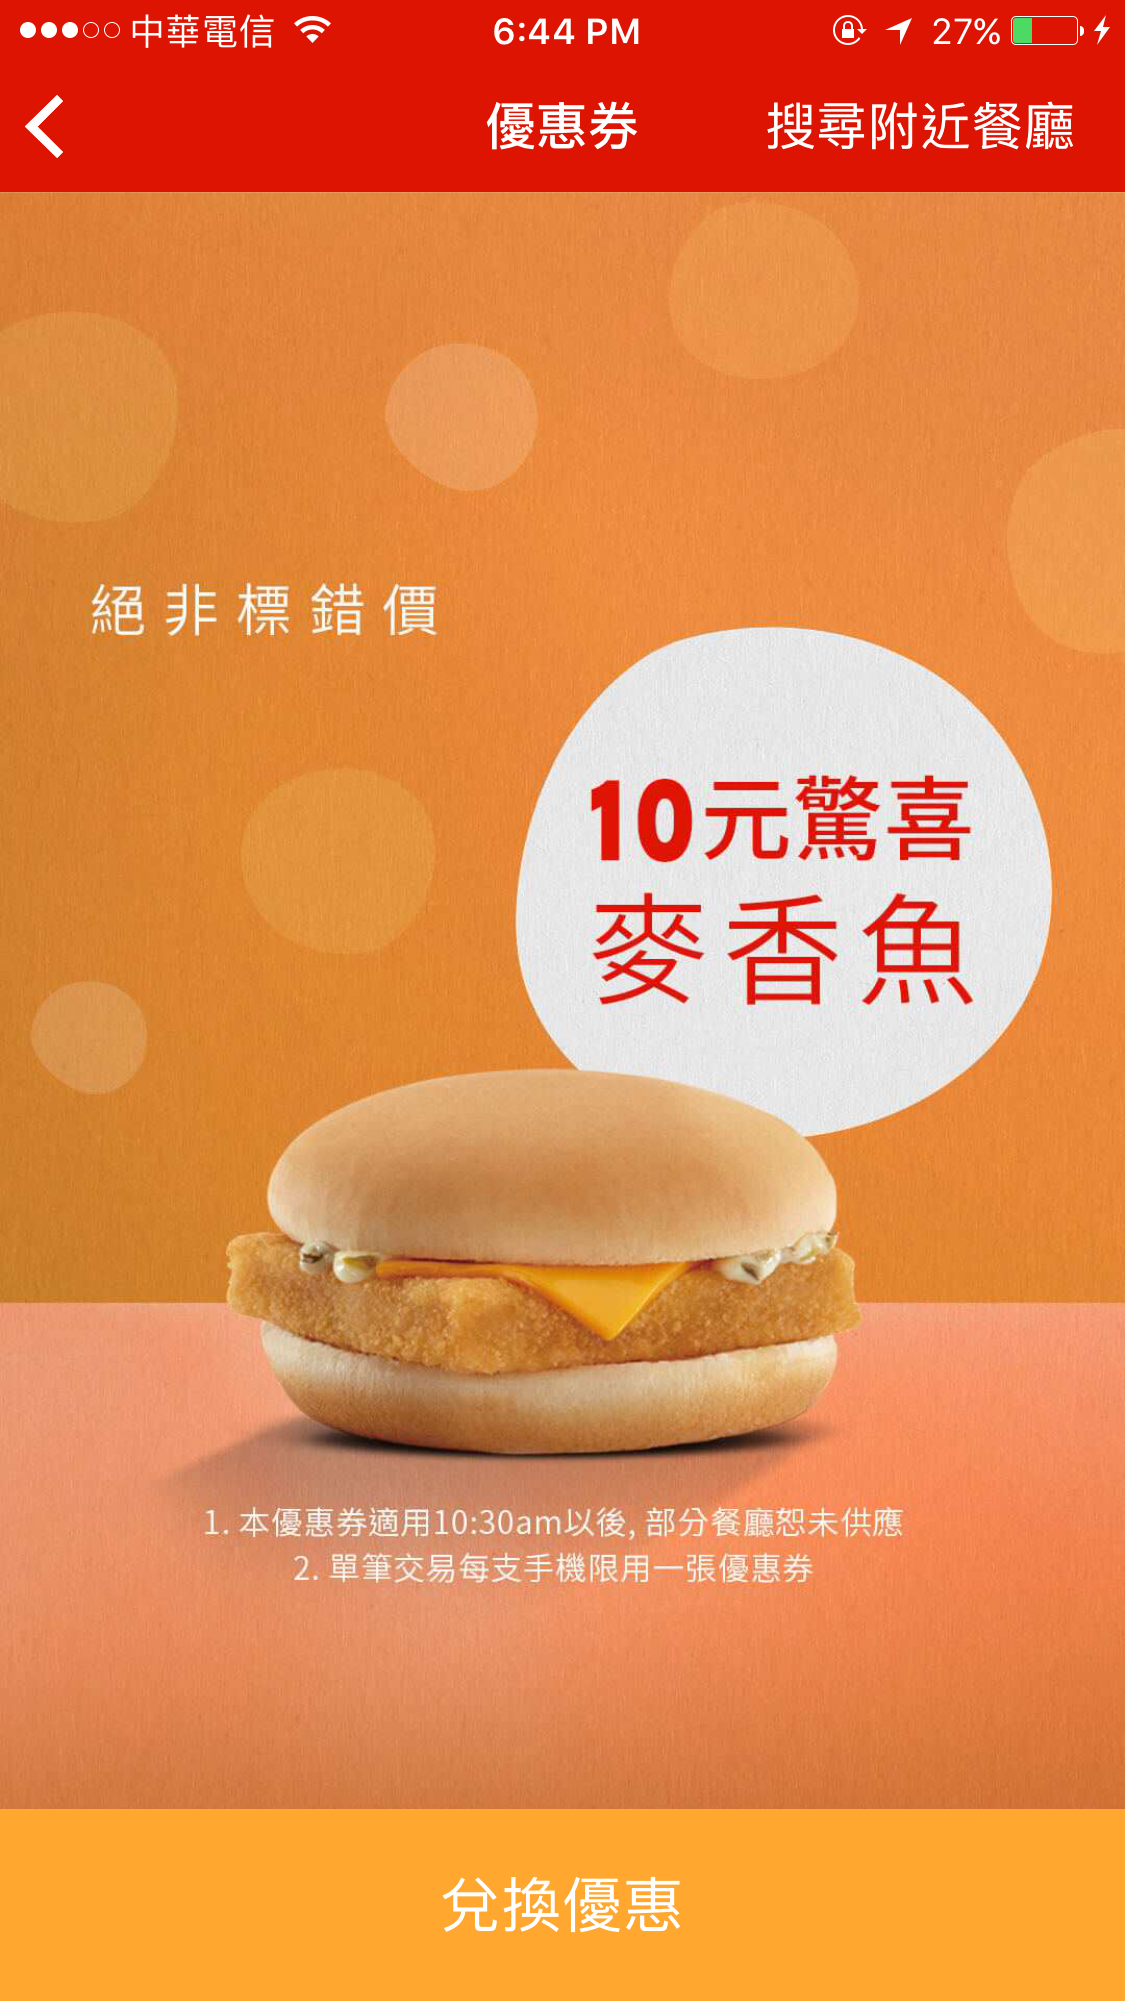 中華電信 6:44 PM 27%
優惠券 搜尋附近餐廳
絕非標錯價
10元驚喜
麥香魚
1. 本優惠券適用10:30am以後, 部分餐廳恕未供應
2. 單筆交易每支手機限用一張優惠券
兌換優惠